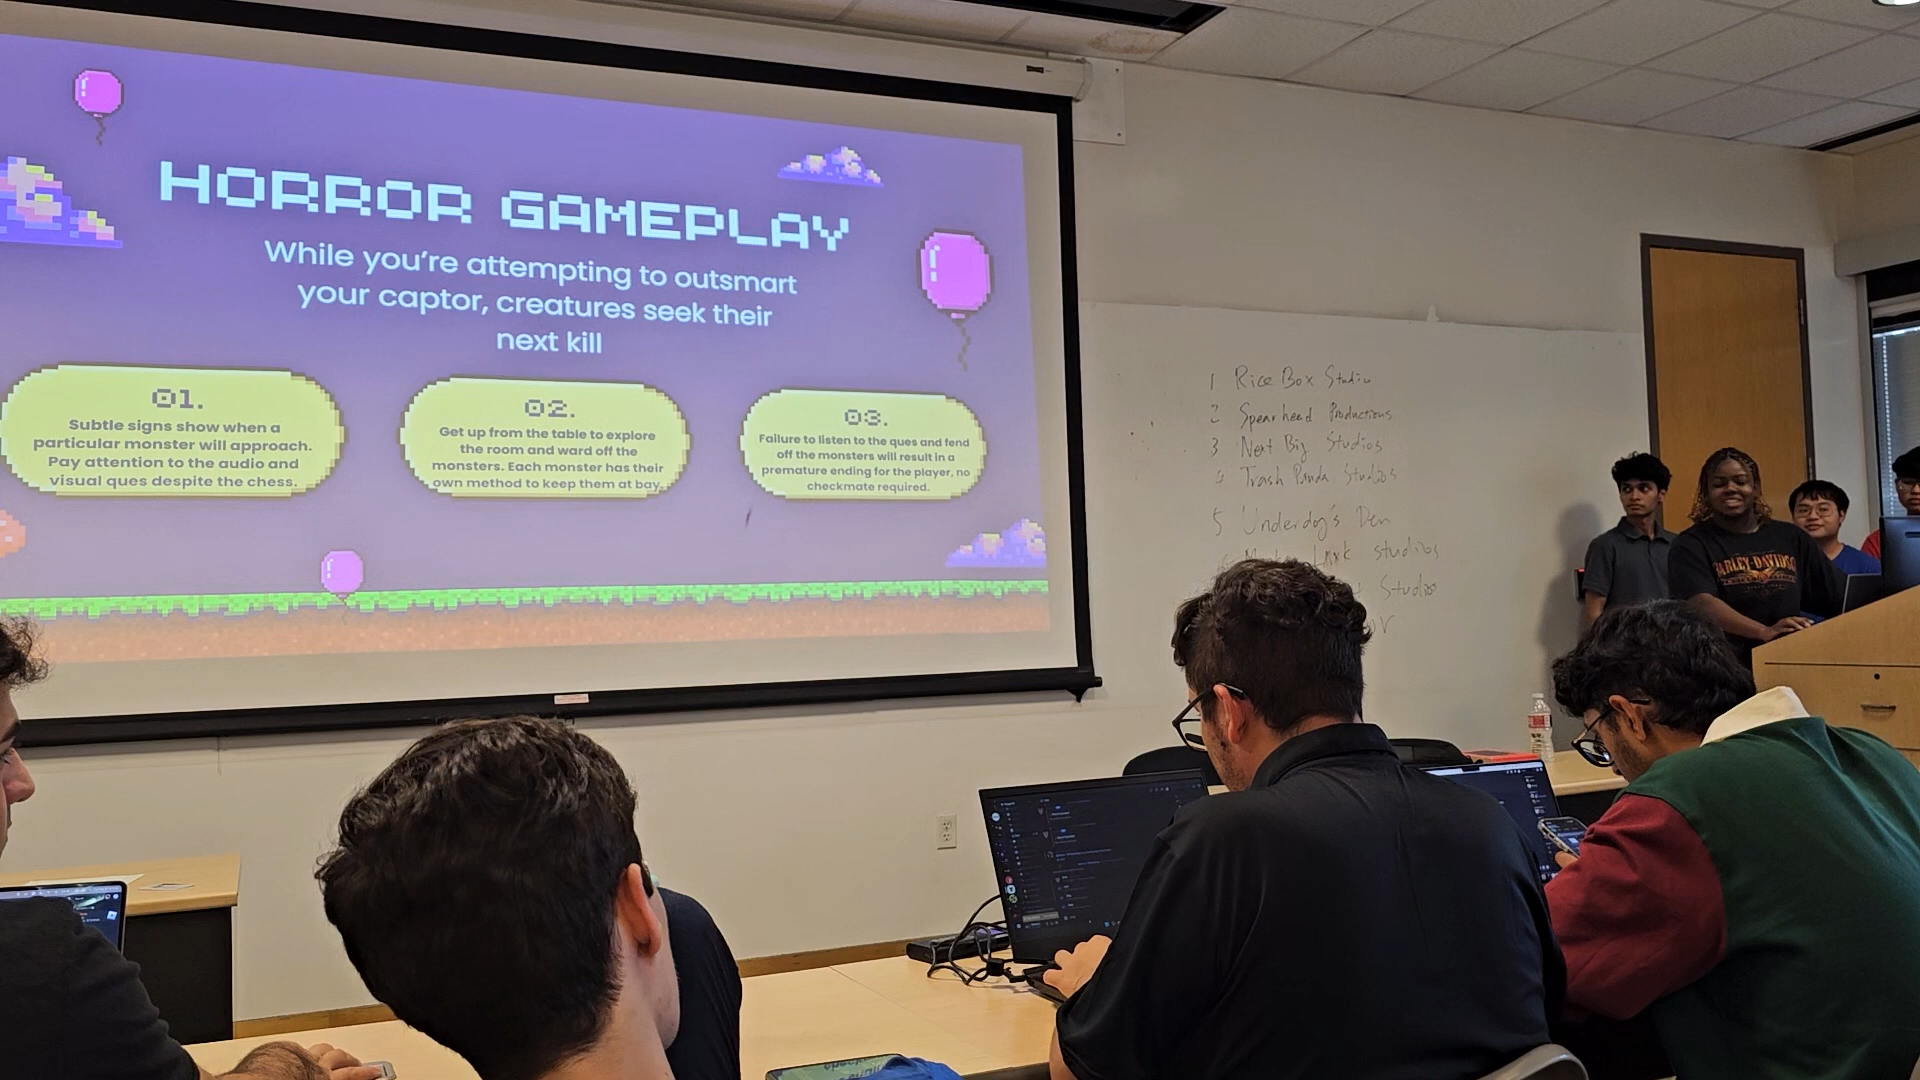 HORROR GAMEPLAY
While you're attempting to outsmart
your captor, creatures seek their
next kill
01.
Subtle signs show when a
particular monster will approach.
Pay attention to the audio and
visual ques despite the chess.
02.
Get up from the table to explore
the room and ward off the
monsters. Each monster has their
own method to keep them at bay.
03.
Failure to listen to the ques and fend
off the monsters will result in a
premature ending for the player, no
checkmate required.
1 Rice Box Studio
2 Spearhead Productions
3 Next Big Studios
4 Trash Panda Studios
5 Underdog's Den
studios
Studio
HARLEY-DAVIDSON